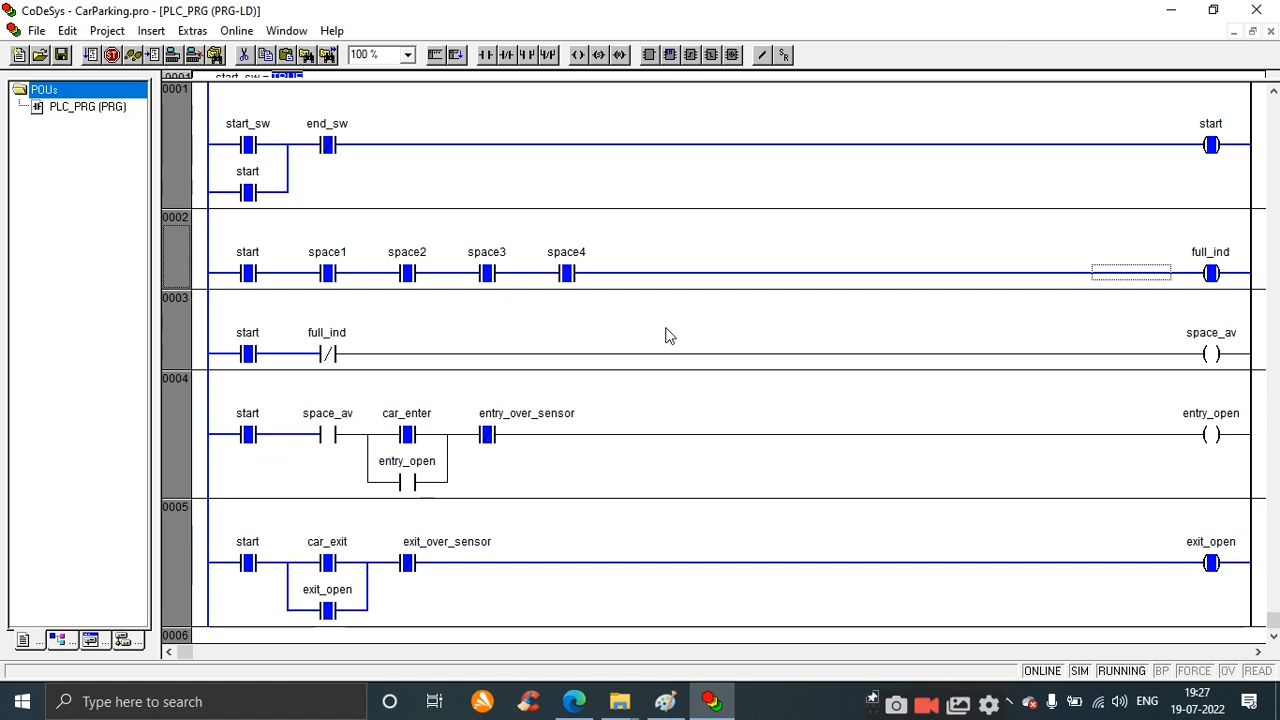 CoDeSys - CarParking.pro - [PLC_PRG (PRG-LD)]
File Edit Project Insert Extras Online Window Help
100 %
POUs
PLC_PRG (PRG)
0001 start_sw = TRUE
0001
start_sw end_sw start
start
0002
start space1 space2 space3 space4 full_ind
0003
start full_ind space_av
0004
start space_av car_enter entry_over_sensor entry_open
entry_open
0005
start car_exit exit_over_sensor exit_open
exit_open
0006
ONLINE SIM RUNNING BP FORCE OV READ
Type here to search
ENG
19:27
19-07-2022